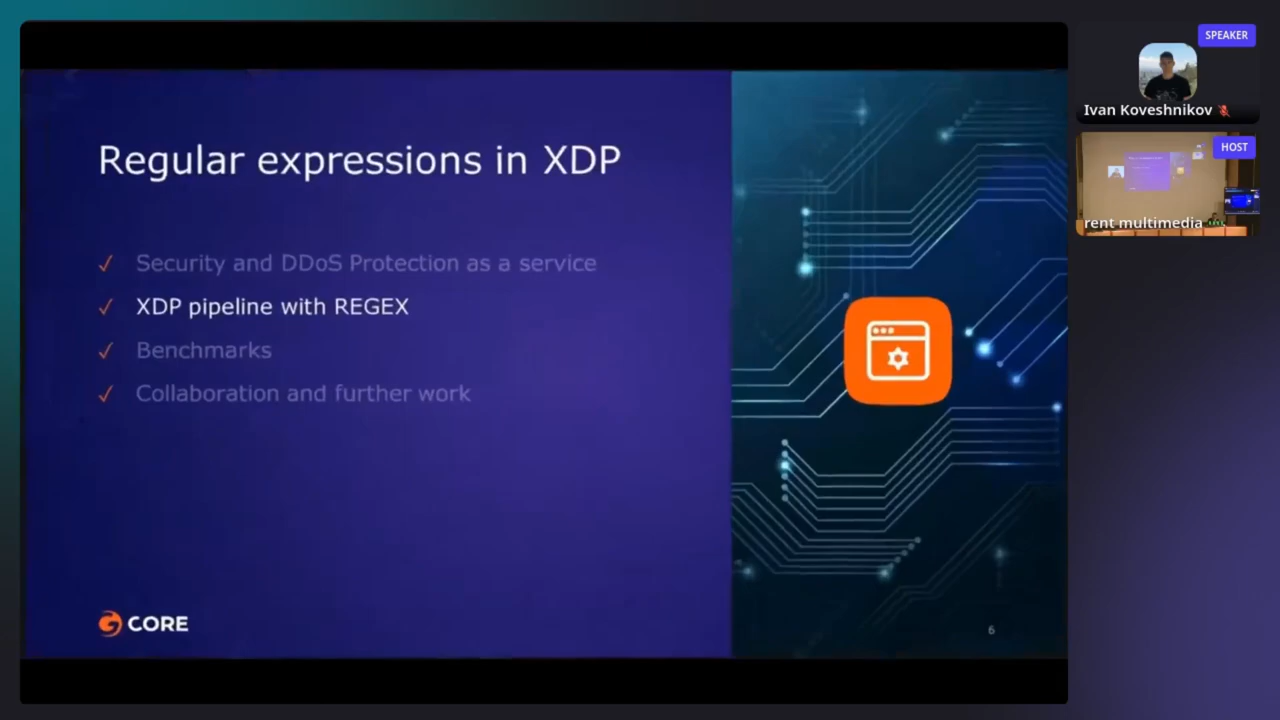 Regular expressions in XDP
✓ Security and DDoS Protection as a service
✓ XDP pipeline with REGEX
✓ Benchmarks
✓ Collaboration and further work
CORE
6
SPEAKER
Ivan Koveshnikov
HOST
rent multimedia